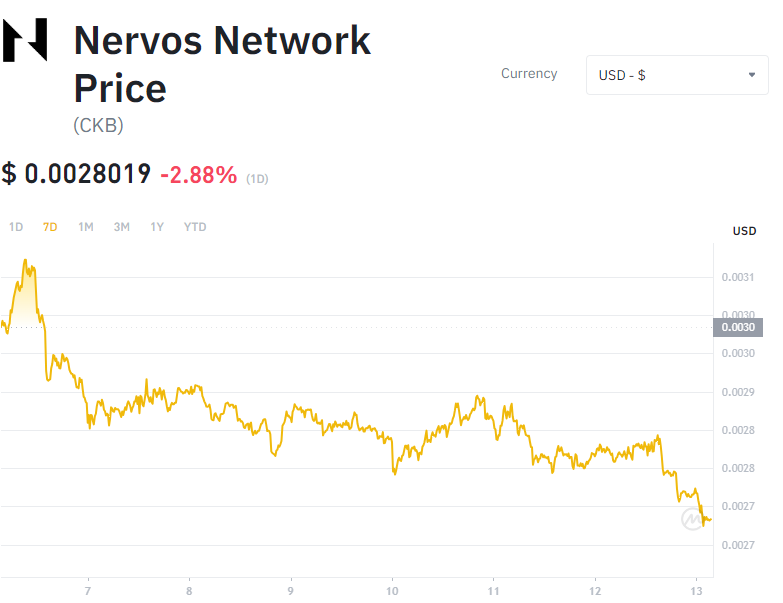 Nervos Network
Price
(CKB)
Currency
USD - $
$ 0.0028019 -2.88% (1D)
1D 7D 1M 3M 1Y YTD
USD
0.0031
0.0030
0.0030
0.0030
0.0029
0.0028
0.0028
0.0027
0.0027
7 8 9 10 11 12 13